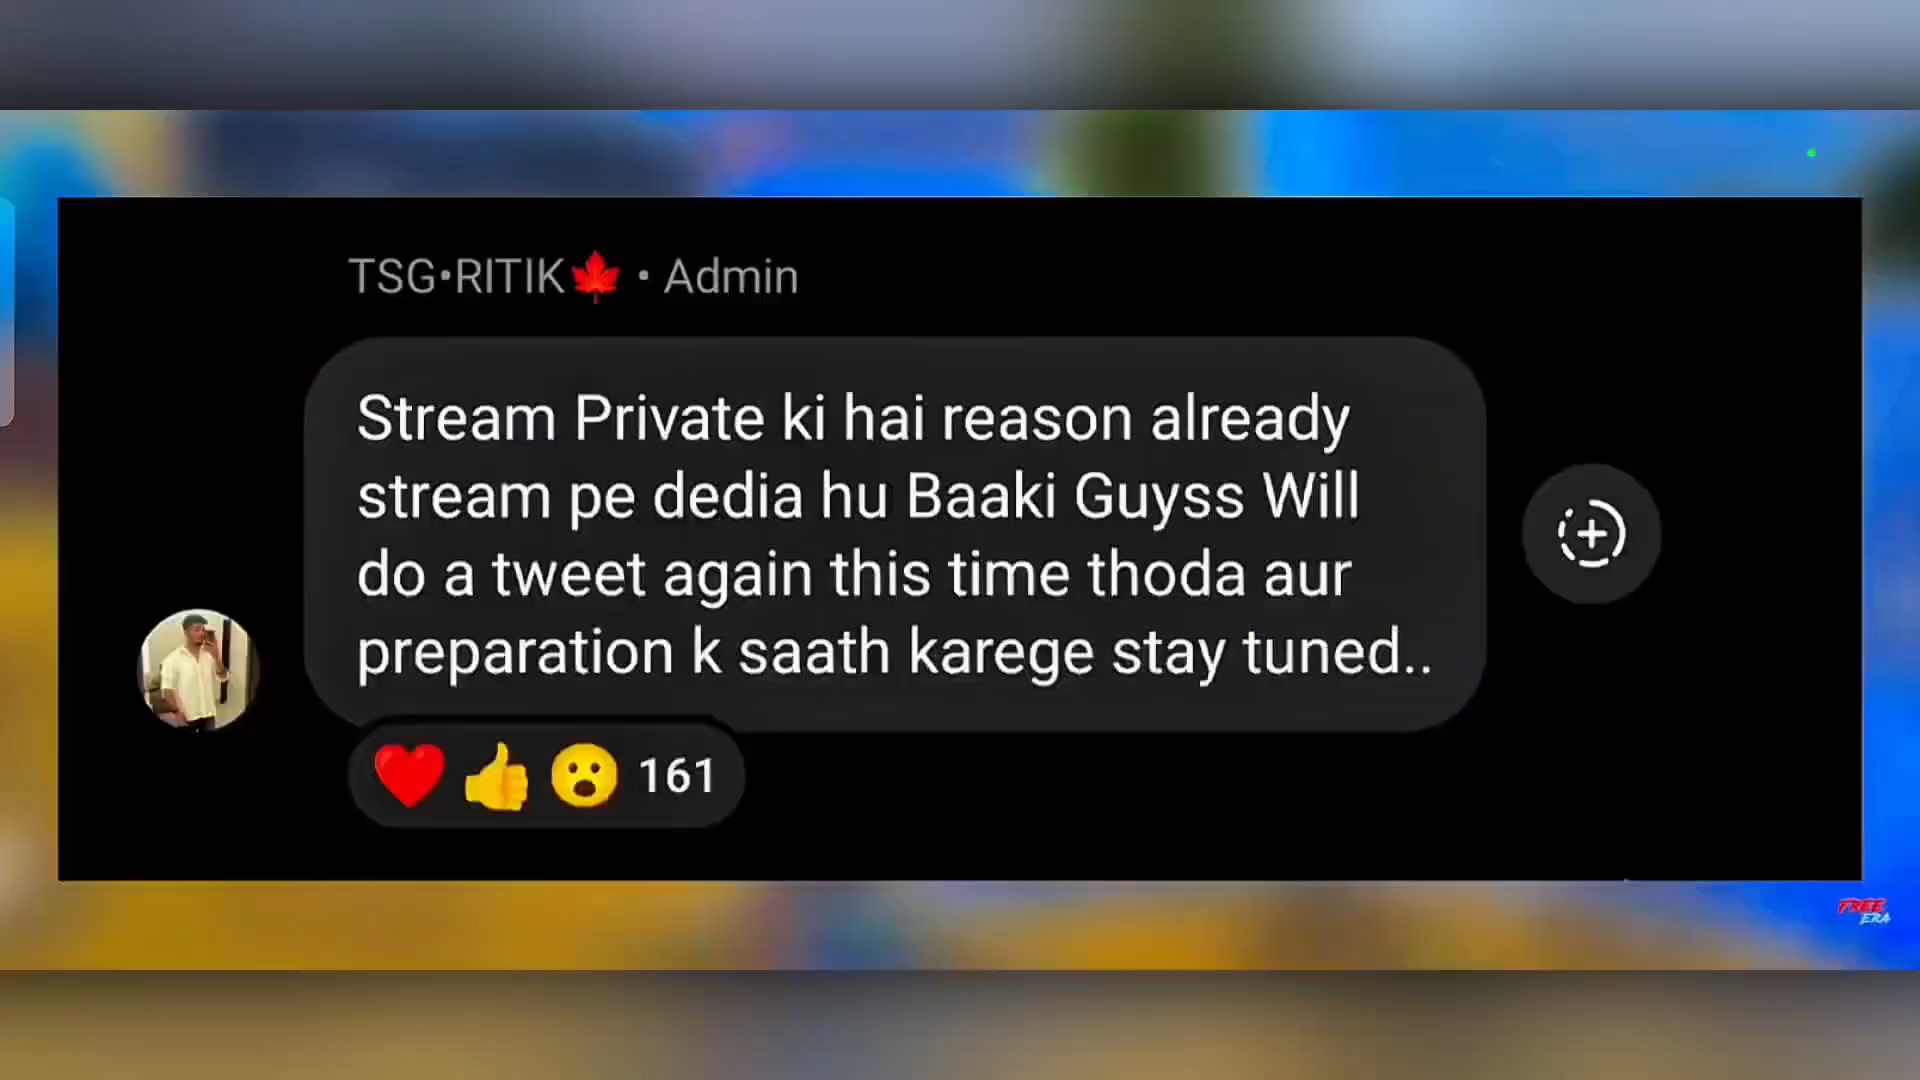 TSG•RITIK🍁 • Admin
Stream Private ki hai reason already
stream pe dedia hu Baaki Guyss Will
do a tweet again this time thoda aur
preparation k saath karege stay tuned..
❤️👍😮 161
FREE
ERA